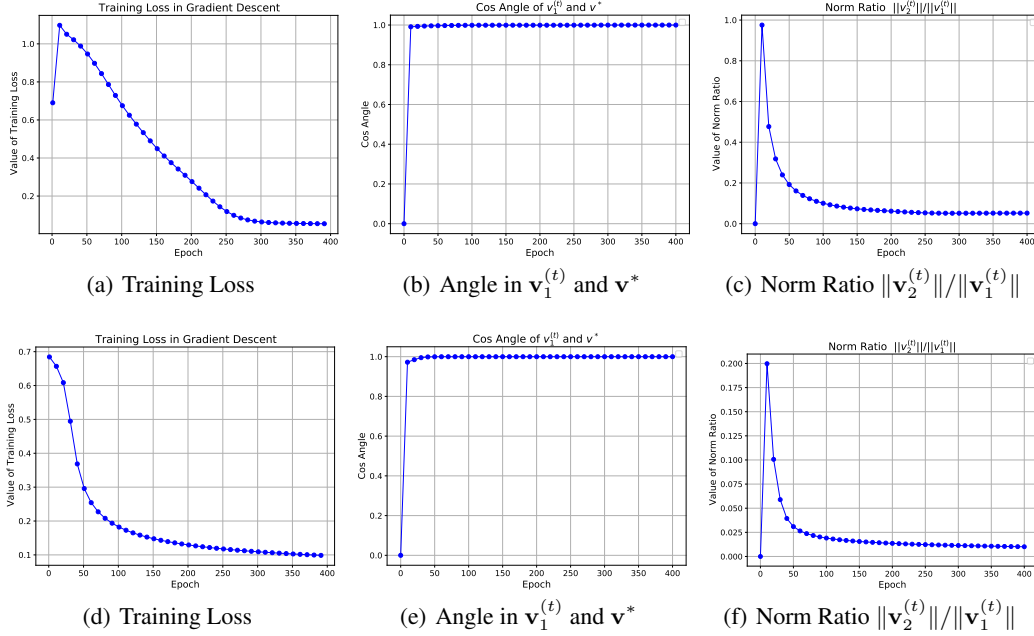 Training Loss in Gradient Descent
Value of Training Loss
1.0
0.8
0.6
0.4
0.2
0 50 100 150 200 250 300 350 400
Epoch
(a) Training Loss
Cos Angle of v₁⁽ᵗ⁾ and v*
Cos Angle
1.0
0.8
0.6
0.4
0.2
0.0
0 50 100 150 200 250 300 350 400
Epoch
(b) Angle in v₁⁽ᵗ⁾ and v*
Norm Ratio ||v₂⁽ᵗ⁾||/||v₁⁽ᵗ⁾||
Value of Norm Ratio
1.0
0.8
0.6
0.4
0.2
0.0
0 50 100 150 200 250 300 350 400
Epoch
(c) Norm Ratio ‖v₂⁽ᵗ⁾‖/‖v₁⁽ᵗ⁾‖
Training Loss in Gradient Descent
Value of Training Loss
0.7
0.6
0.5
0.4
0.3
0.2
0.1
0 50 100 150 200 250 300 350 400
Epoch
(d) Training Loss
Cos Angle of v₁⁽ᵗ⁾ and v*
Cos Angle
1.0
0.8
0.6
0.4
0.2
0.0
0 50 100 150 200 250 300 350 400
Epoch
(e) Angle in v₁⁽ᵗ⁾ and v*
Norm Ratio ||v₂⁽ᵗ⁾||/||v₁⁽ᵗ⁾||
Value of Norm Ratio
0.200
0.175
0.150
0.125
0.100
0.075
0.050
0.025
0.000
0 50 100 150 200 250 300 350 400
Epoch
(f) Norm Ratio ‖v₂⁽ᵗ⁾‖/‖v₁⁽ᵗ⁾‖